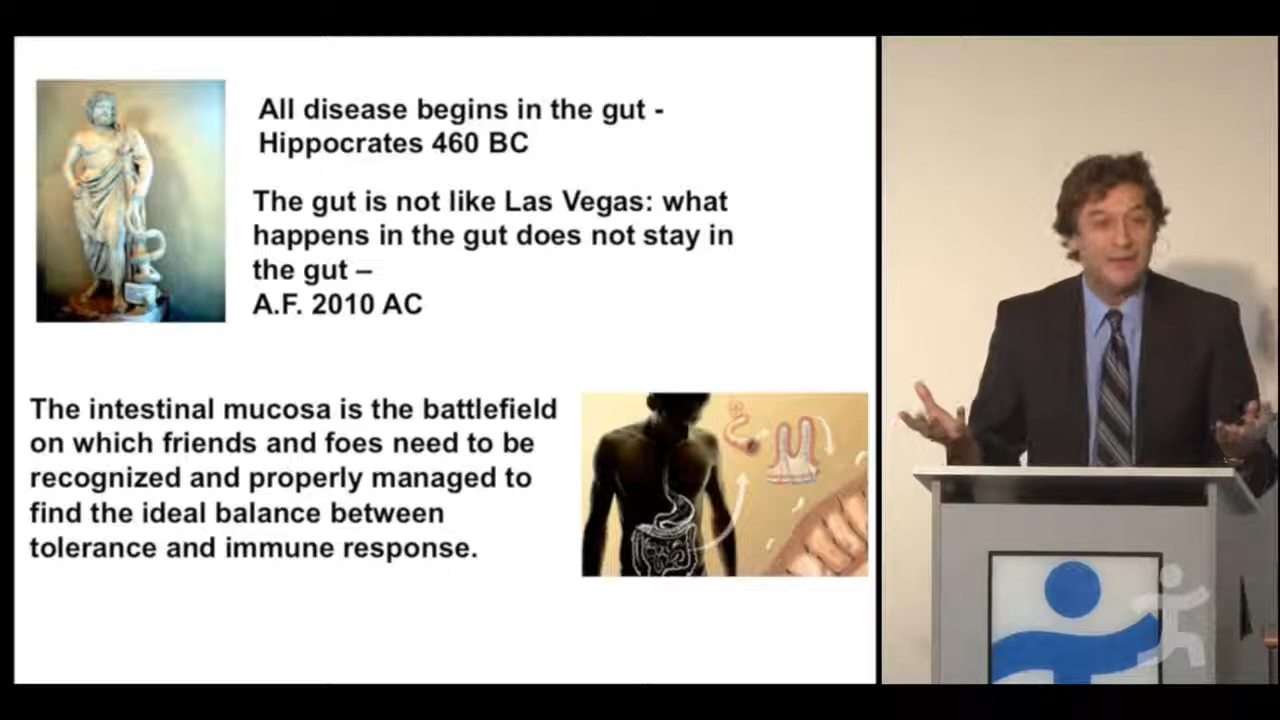 All disease begins in the gut -
Hippocrates 460 BC
The gut is not like Las Vegas: what
happens in the gut does not stay in
the gut –
A.F. 2010 AC
The intestinal mucosa is the battlefield
on which friends and foes need to be
recognized and properly managed to
find the ideal balance between
tolerance and immune response.